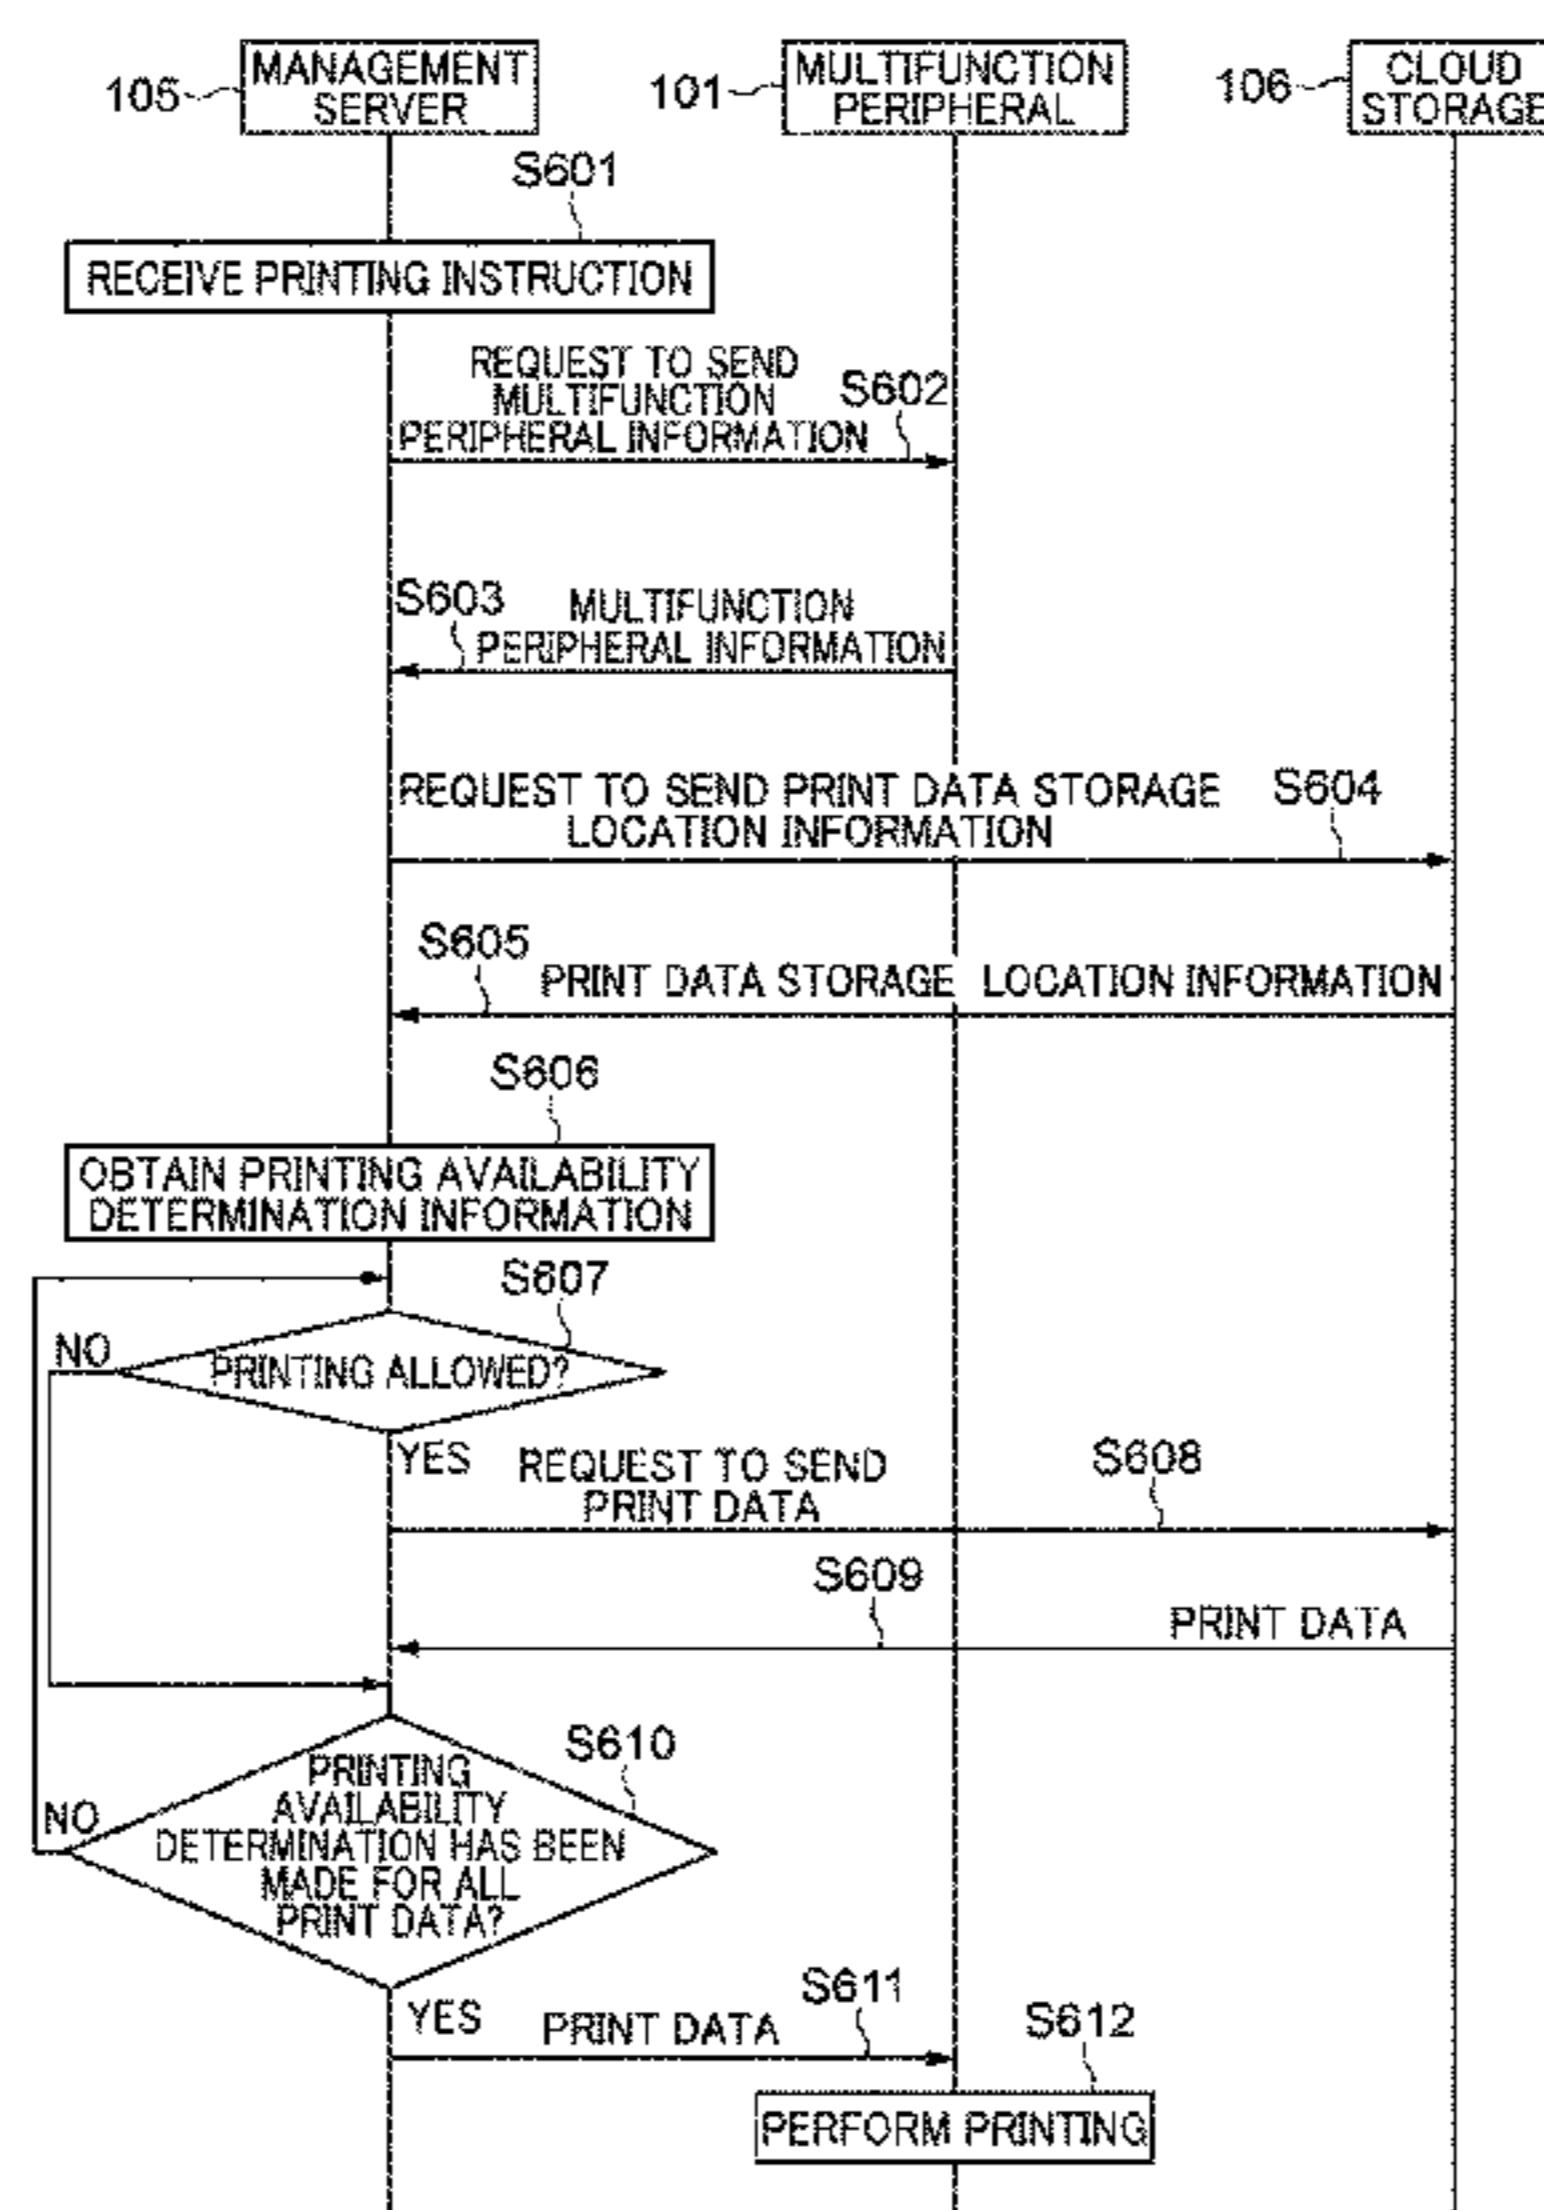 105
MANAGEMENT
SERVER
101
MULTIFUNCTION
PERIPHERAL
106
CLOUD
STORAGE
S601
RECEIVE PRINTING INSTRUCTION
REQUEST TO SEND
MULTIFUNCTION
PERIPHERAL INFORMATION
S602
S603
MULTIFUNCTION
PERIPHERAL INFORMATION
REQUEST TO SEND PRINT DATA STORAGE
LOCATION INFORMATION
S604
S605
PRINT DATA STORAGE LOCATION INFORMATION
S606
OBTAIN PRINTING AVAILABILITY
DETERMINATION INFORMATION
S607
NO
PRINTING ALLOWED?
YES
REQUEST TO SEND
PRINT DATA
S608
S609
PRINT DATA
S610
NO
PRINTING
AVAILABILITY
DETERMINATION HAS BEEN
MADE FOR ALL
PRINT DATA?
YES
PRINT DATA
S611
S612
PERFORM PRINTING